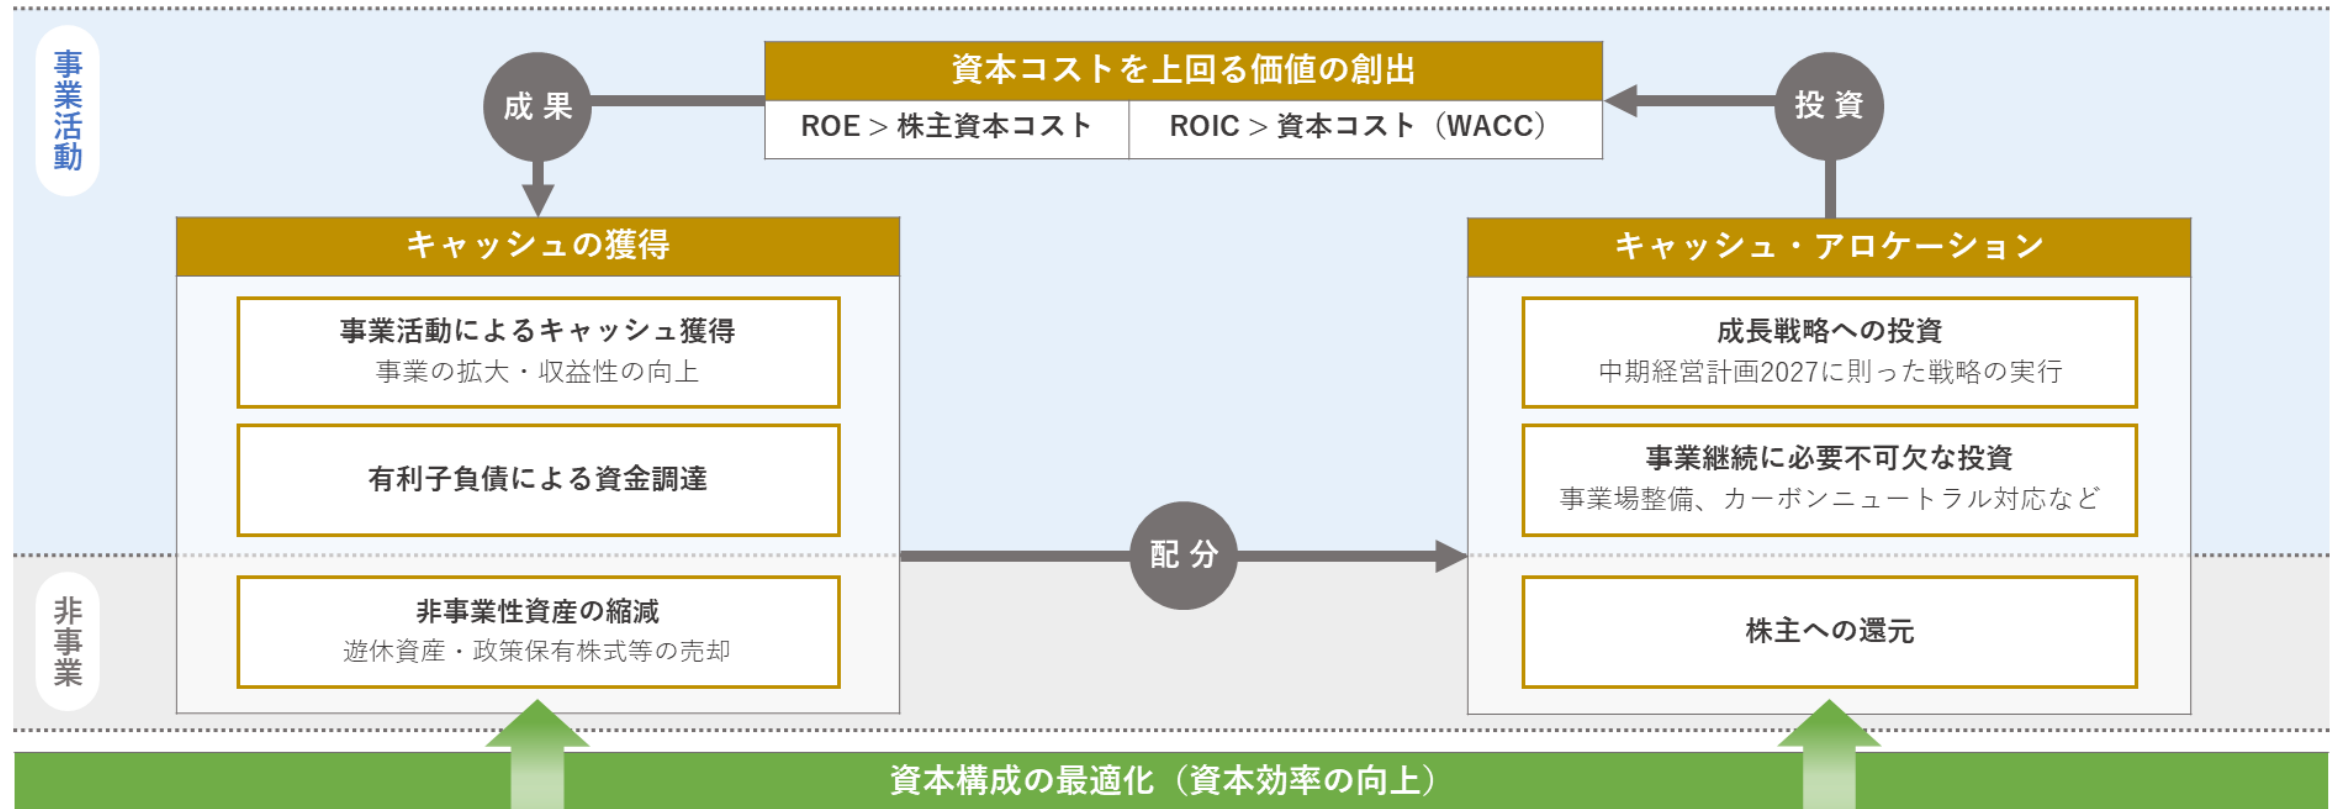 事業活動
成果
資本コストを上回る価値の創出
ROE > 株主資本コスト
ROIC > 資本コスト（WACC）
投資
キャッシュの獲得
事業活動によるキャッシュ獲得
事業の拡大・収益性の向上
有利子負債による資金調達
非事業
非事業性資産の縮減
遊休資産・政策保有株式等の売却
配分
キャッシュ・アロケーション
成長戦略への投資
中期経営計画2027に則った戦略の実行
事業継続に必要不可欠な投資
事業場整備、カーボンニュートラル対応など
株主への還元
資本構成の最適化（資本効率の向上）